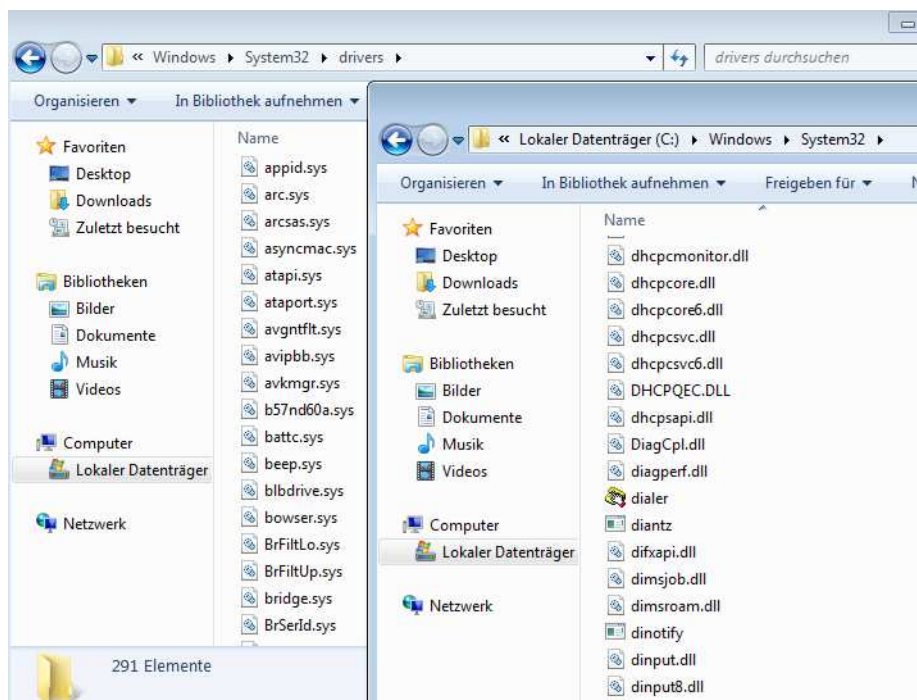 « Windows ▸ System32 ▸ drivers ▸
drivers durchsuchen
Organisieren ▾ In Bibliothek aufnehmen ▾
Favoriten
Desktop
Downloads
Zuletzt besucht
Bibliotheken
Bilder
Dokumente
Musik
Videos
Computer
Lokaler Datenträger
Netzwerk
Name
appid.sys
arc.sys
arcsas.sys
asyncmac.sys
atapi.sys
ataport.sys
avgntflt.sys
avipbb.sys
avkmgr.sys
b57nd60a.sys
battc.sys
beep.sys
blbdrive.sys
bowser.sys
BrFiltLo.sys
BrFiltUp.sys
bridge.sys
BrSerId.sys
291 Elemente
« Lokaler Datenträger (C:) ▸ Windows ▸ System32 ▸
Organisieren ▾ In Bibliothek aufnehmen ▾ Freigeben für ▾
Favoriten
Desktop
Downloads
Zuletzt besucht
Bibliotheken
Bilder
Dokumente
Musik
Videos
Computer
Lokaler Datenträger
Netzwerk
Name
dhcpcmonitor.dll
dhcpcore.dll
dhcpcore6.dll
dhcpcsvc.dll
dhcpcsvc6.dll
DHCPQEC.DLL
dhcpsapi.dll
DiagCpl.dll
diagperf.dll
dialer
diantz
difxapi.dll
dimsjob.dll
dimsroam.dll
dinotify
dinput.dll
dinput8.dll